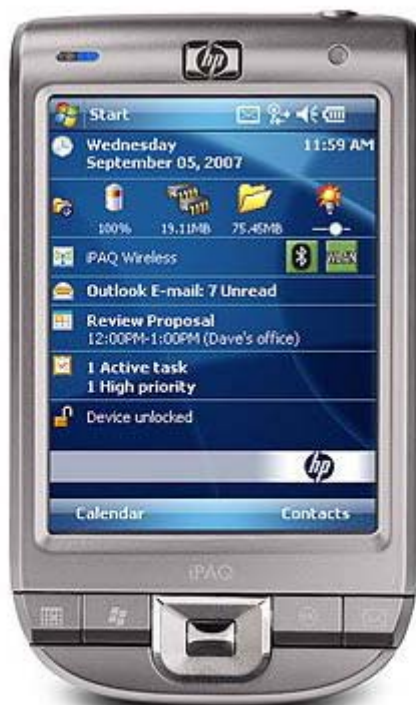 hp
Start
Wednesday 11:59 AM
September 05, 2007
100% 19.11MB 75.45MB
iPAQ Wireless WLAN
Outlook E-mail: 7 Unread
Review Proposal
12:00PM-1:00PM (Dave's office)
1 Active task
1 High priority
Device unlocked
hp
Calendar Contacts
iPAQ